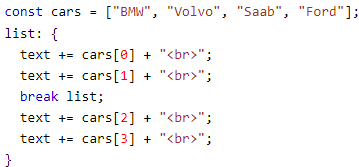 const cars = ["BMW", "Volvo", "Saab", "Ford"];
list: {
  text += cars[0] + "<br>";
  text += cars[1] + "<br>";
  break list;
  text += cars[2] + "<br>";
  text += cars[3] + "<br>";
}